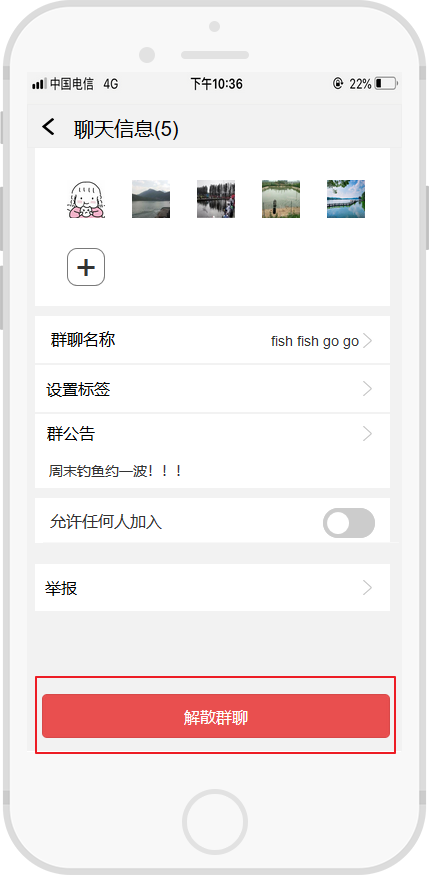 中国电信 4G 下午10:36 22%
聊天信息(5)
群聊名称 fish fish go go
设置标签
群公告
周末钓鱼约一波！！！
允许任何人加入
举报
解散群聊